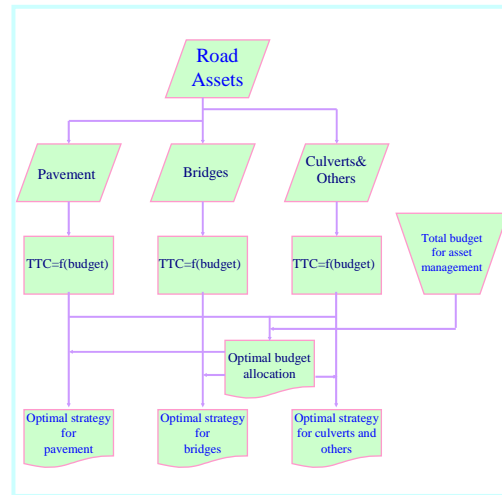 Road
Assets
Pavement
Bridges
Culverts&
Others
TTC=f(budget)
TTC=f(budget)
TTC=f(budget)
Total budget
for asset
management
Optimal budget
allocation
Optimal strategy
for
pavement
Optimal strategy
for
bridges
Optimal strategy
for culverts and
others